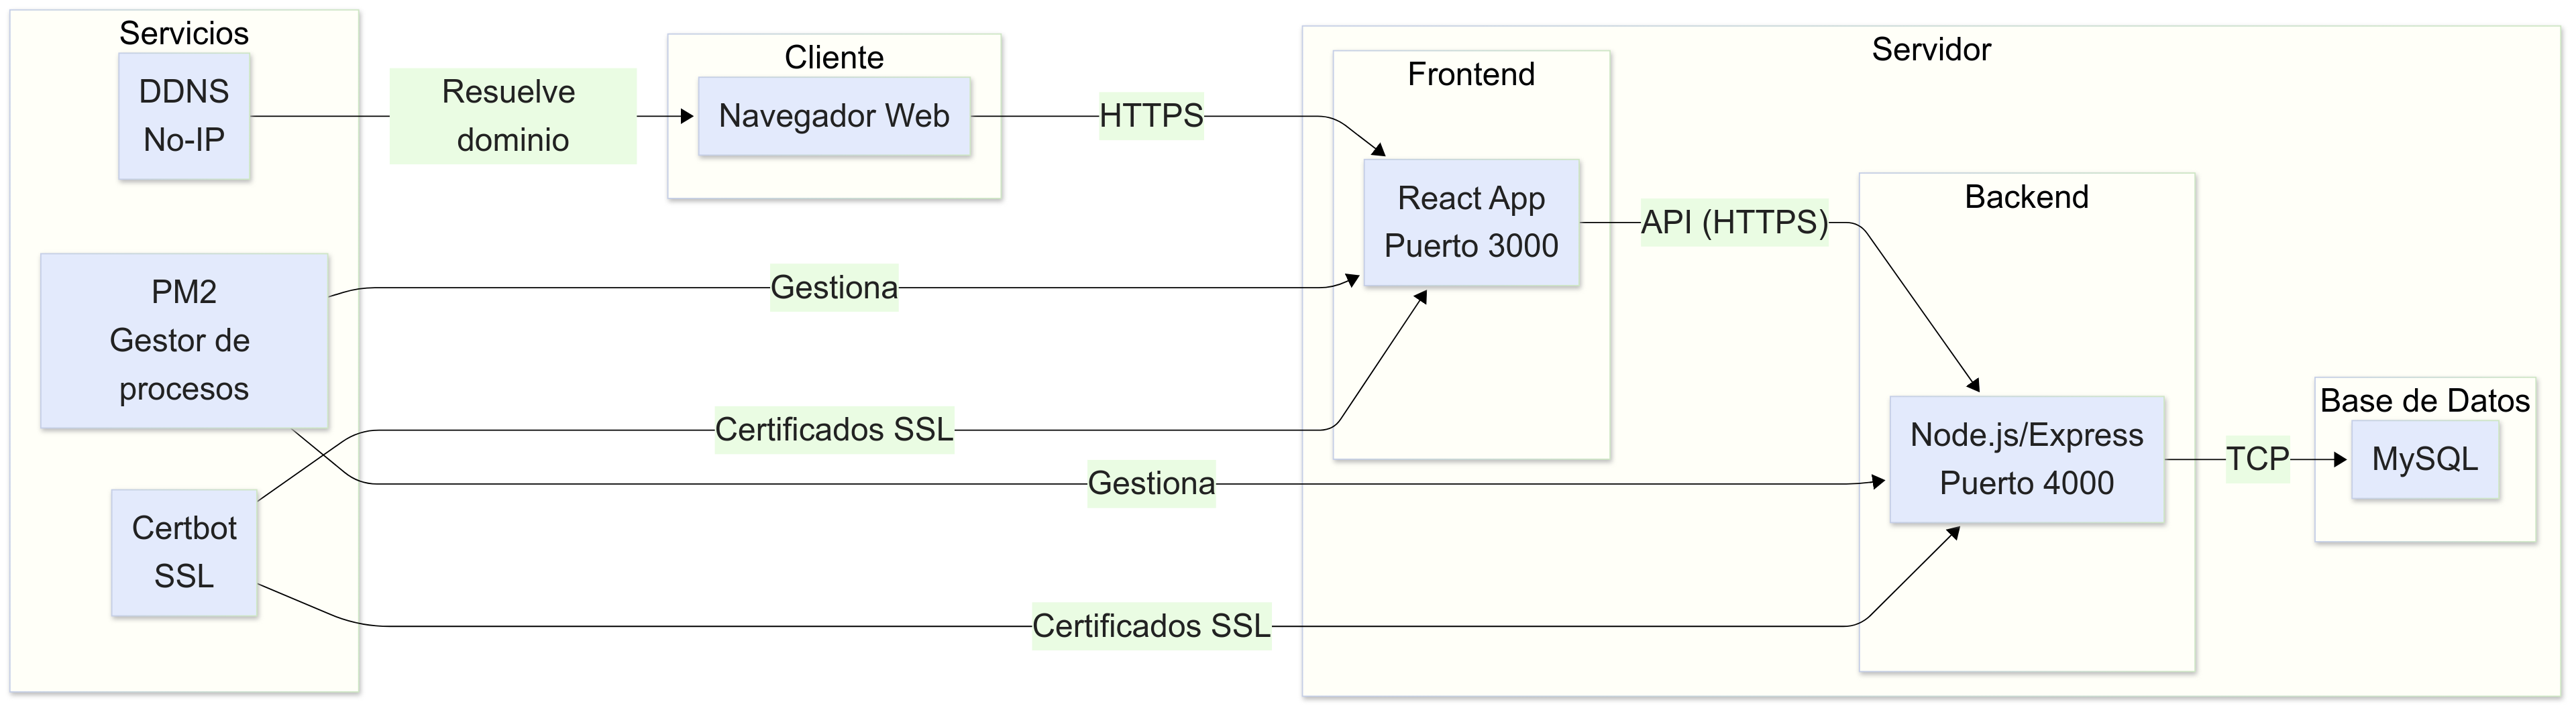 Servicios
DDNS
No-IP
Resuelve
dominio
Cliente
Navegador Web
HTTPS
Servidor
Frontend
React App
Puerto 3000
API (HTTPS)
Backend
PM2
Gestor de
procesos
Gestiona
Certificados SSL
Gestiona
Node.js/Express
Puerto 4000
TCP
Base de Datos
MySQL
Certbot
SSL
Certificados SSL